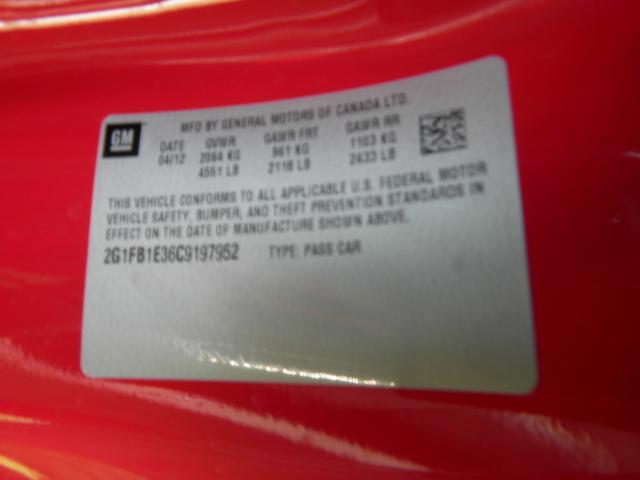 GM
MFD BY GENERAL MOTORS OF CANADA LTD.
DATE GVWR GAWR FRT GAWR RR
04/12 2064 KG 961 KG 1103 KG
4551 LB 2118 LB 2433 LB
THIS VEHICLE CONFORMS TO ALL APPLICABLE U.S. FEDERAL MOTOR
VEHICLE SAFETY, BUMPER, AND THEFT PREVENTION STANDARDS IN
EFFECT ON THE DATE OF MANUFACTURE SHOWN ABOVE.
2G1FB1E36C9197952 TYPE: PASS CAR